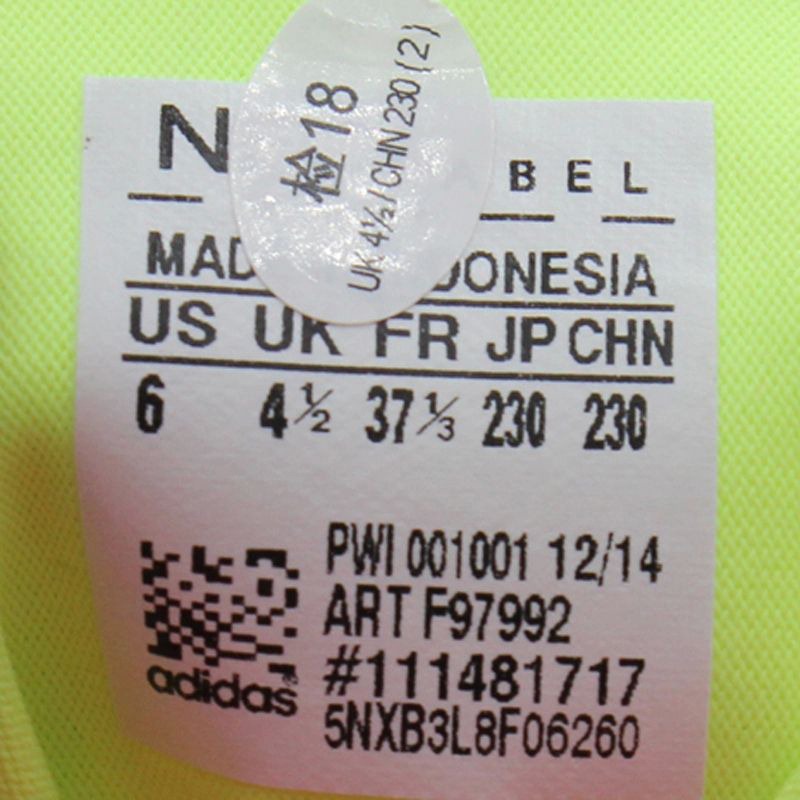 检18
UK 4½ / CHN 230 (2)
N BEL
MAD DONESIA
US UK FR JP CHN
6 4½ 37⅓ 230 230
PWI 001001 12/14
ART F97992
#111481717
5NXB3L8F06260
adidas